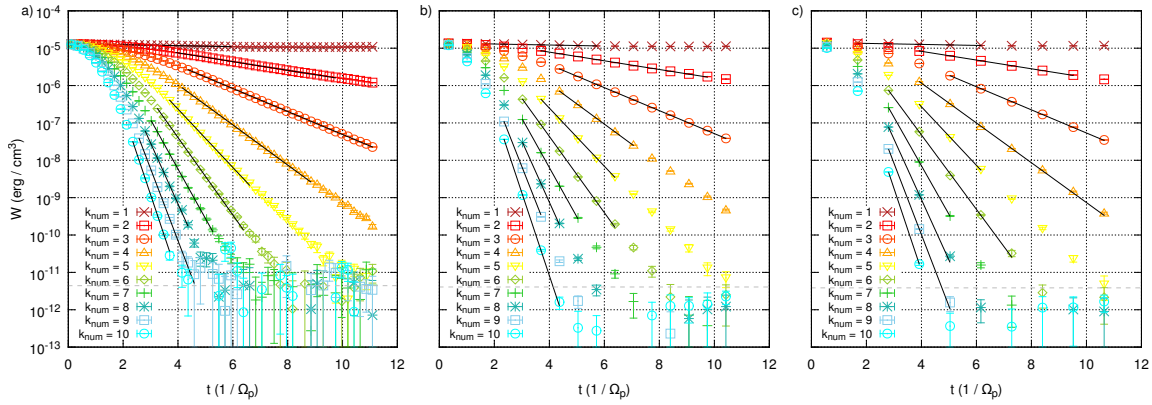 a)
W (erg / cm³)
10⁰
10⁻⁵
10⁻⁶
10⁻⁷
10⁻⁸
10⁻⁹
10⁻¹⁰
10⁻¹¹
10⁻¹²
10⁻¹³
k_num = 1
k_num = 2
k_num = 3
k_num = 4
k_num = 5
k_num = 6
k_num = 7
k_num = 8
k_num = 9
k_num = 10
0 2 4 6 8 10 12
t (1 / Ω_p)
b)
k_num = 1
k_num = 2
k_num = 3
k_num = 4
k_num = 5
k_num = 6
k_num = 7
k_num = 8
k_num = 9
k_num = 10
0 2 4 6 8 10 12
t (1 / Ω_p)
c)
k_num = 1
k_num = 2
k_num = 3
k_num = 4
k_num = 5
k_num = 6
k_num = 7
k_num = 8
k_num = 9
k_num = 10
0 2 4 6 8 10 12
t (1 / Ω_p)